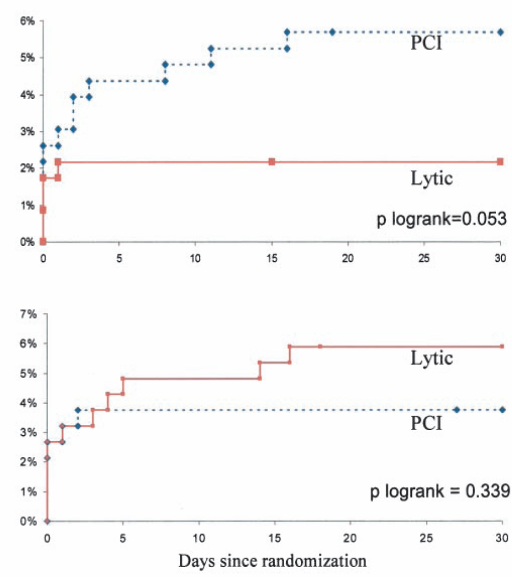 6%
PCI
5%
4%
3%
2%
Lytic
1%
p logrank=0.053
0%
0 5 10 15 20 25 30
7%
6%
Lytic
5%
4%
PCI
3%
2%
p logrank = 0.339
1%
0%
0 5 10 15 20 25 30
Days since randomization